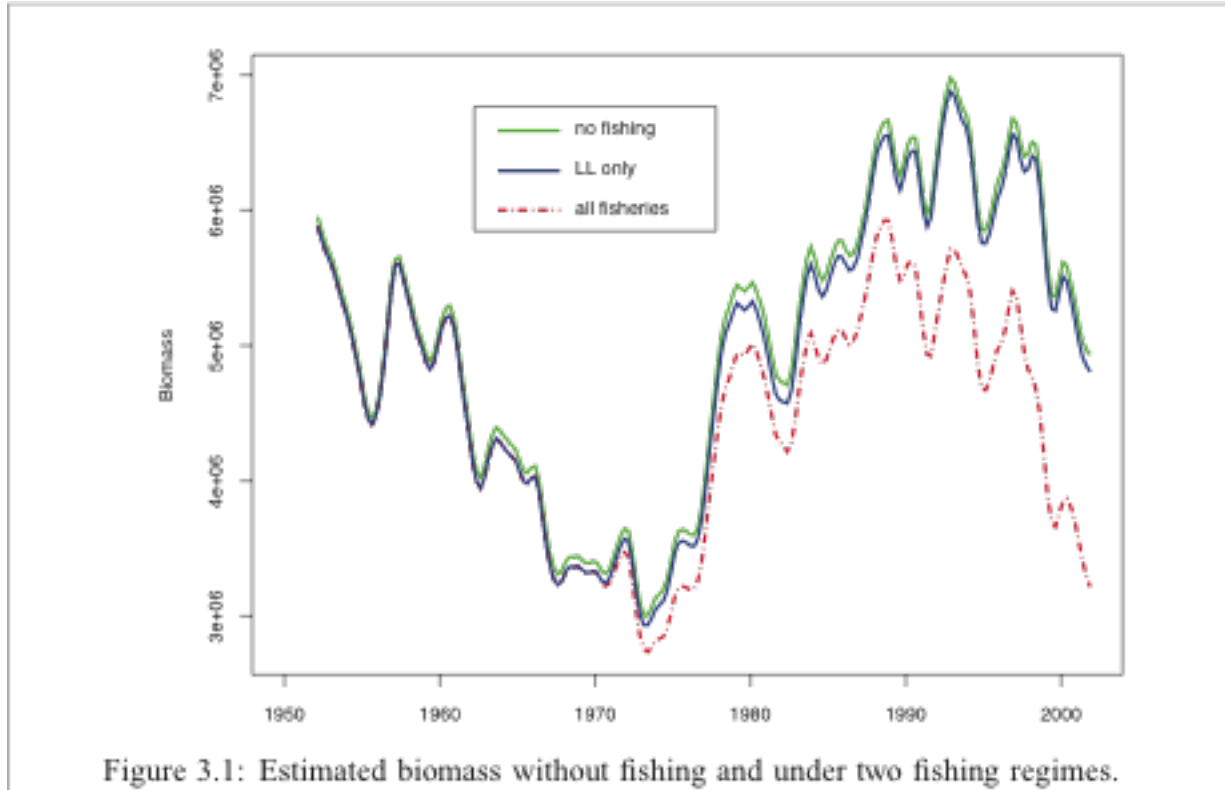 7e+06
6e+06
5e+06
4e+06
3e+06
Biomass
no fishing
LL only
all fisheries
1950 1960 1970 1980 1990 2000
Figure 3.1: Estimated biomass without fishing and under two fishing regimes.